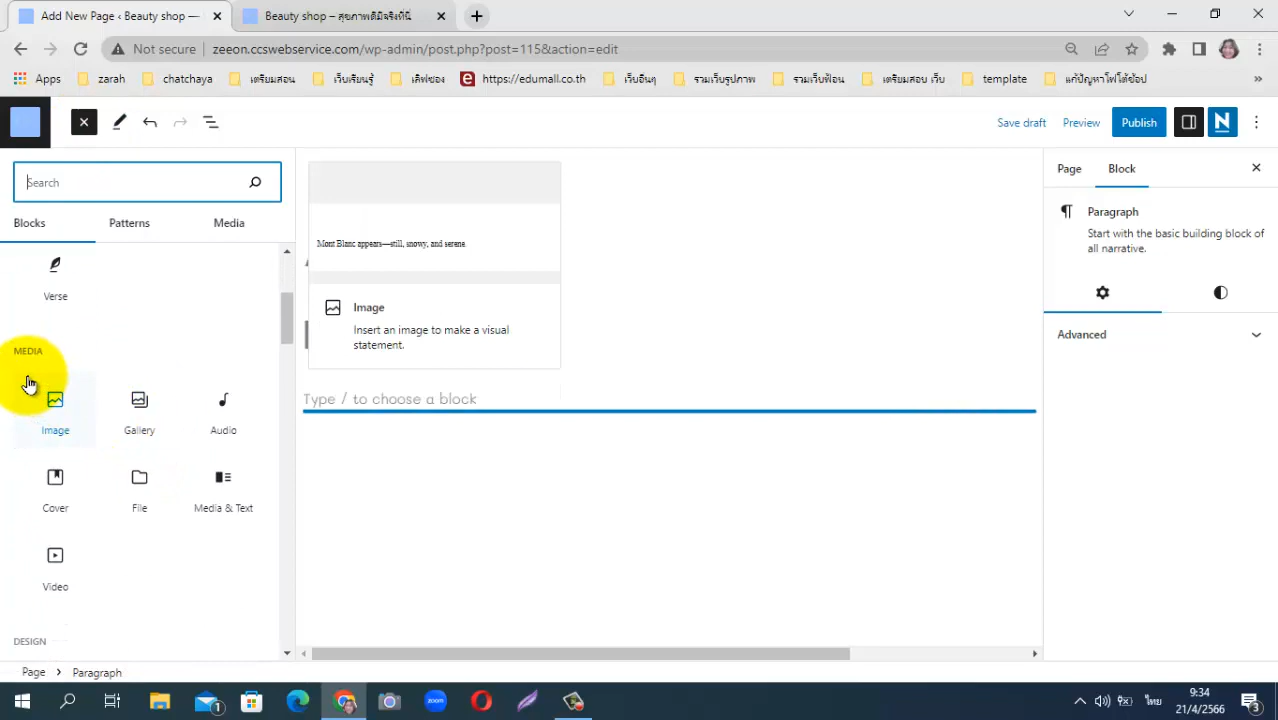 Add New Page ‹ Beauty shop —
Beauty shop – สุขภาพดีมีจริงที่นี่
Not secure
zeeon.ccswebservice.com/wp-admin/post.php?post=115&action=edit
Apps
zarah
chatchaya
เตรียมสอน
เว็บเรียนรู้
เลิฟของ
https://edumall.co.th
เว็บอื่นๆ
รวมเว็บรูปภาพ
รวมเว็บฟ้อน
เตรียมสอบ เว็บ
template
แก้ปัญหาโฟโต้ช้อป
»
Save draft
Preview
Publish
Search
Blocks
Patterns
Media
Verse
MEDIA
Image
Gallery
Audio
Cover
File
Media & Text
Video
DESIGN
Mont Blanc appears—still, snowy, and serene.
Image
Insert an image to make a visual
statement.
Type / to choose a block
Page
Block
Paragraph
Start with the basic building block of
all narrative.
Advanced
Page
Paragraph
zoom
1
ไทย
9:34
21/4/2566
3